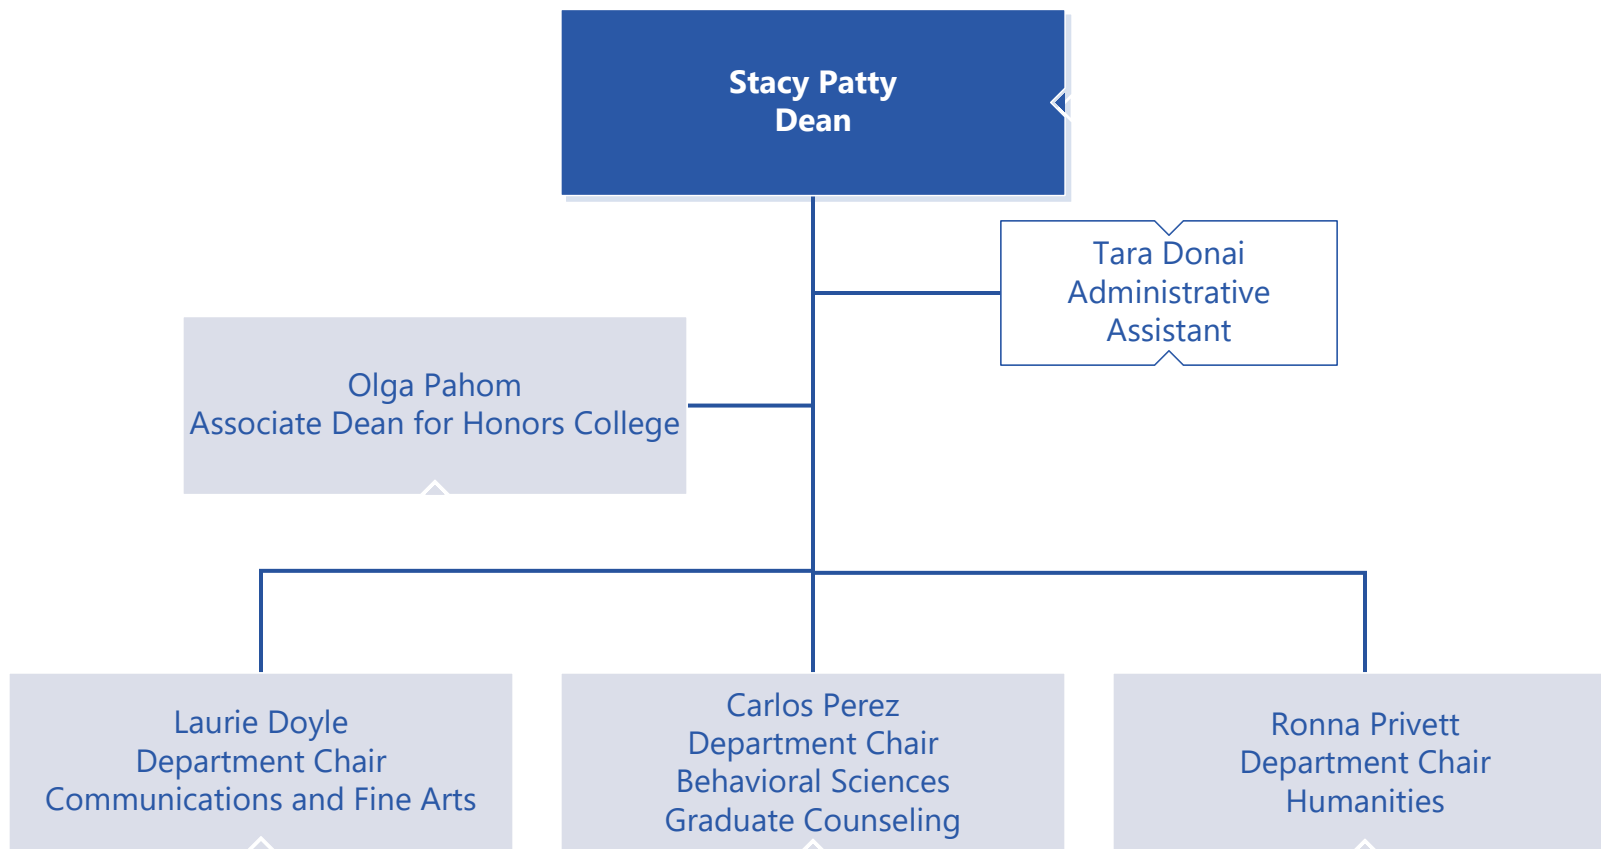 Stacy Patty
Dean
Tara Donai
Administrative
Assistant
Olga Pahom
Associate Dean for Honors College
Laurie Doyle
Department Chair
Communications and Fine Arts
Carlos Perez
Department Chair
Behavioral Sciences
Graduate Counseling
Ronna Privett
Department Chair
Humanities